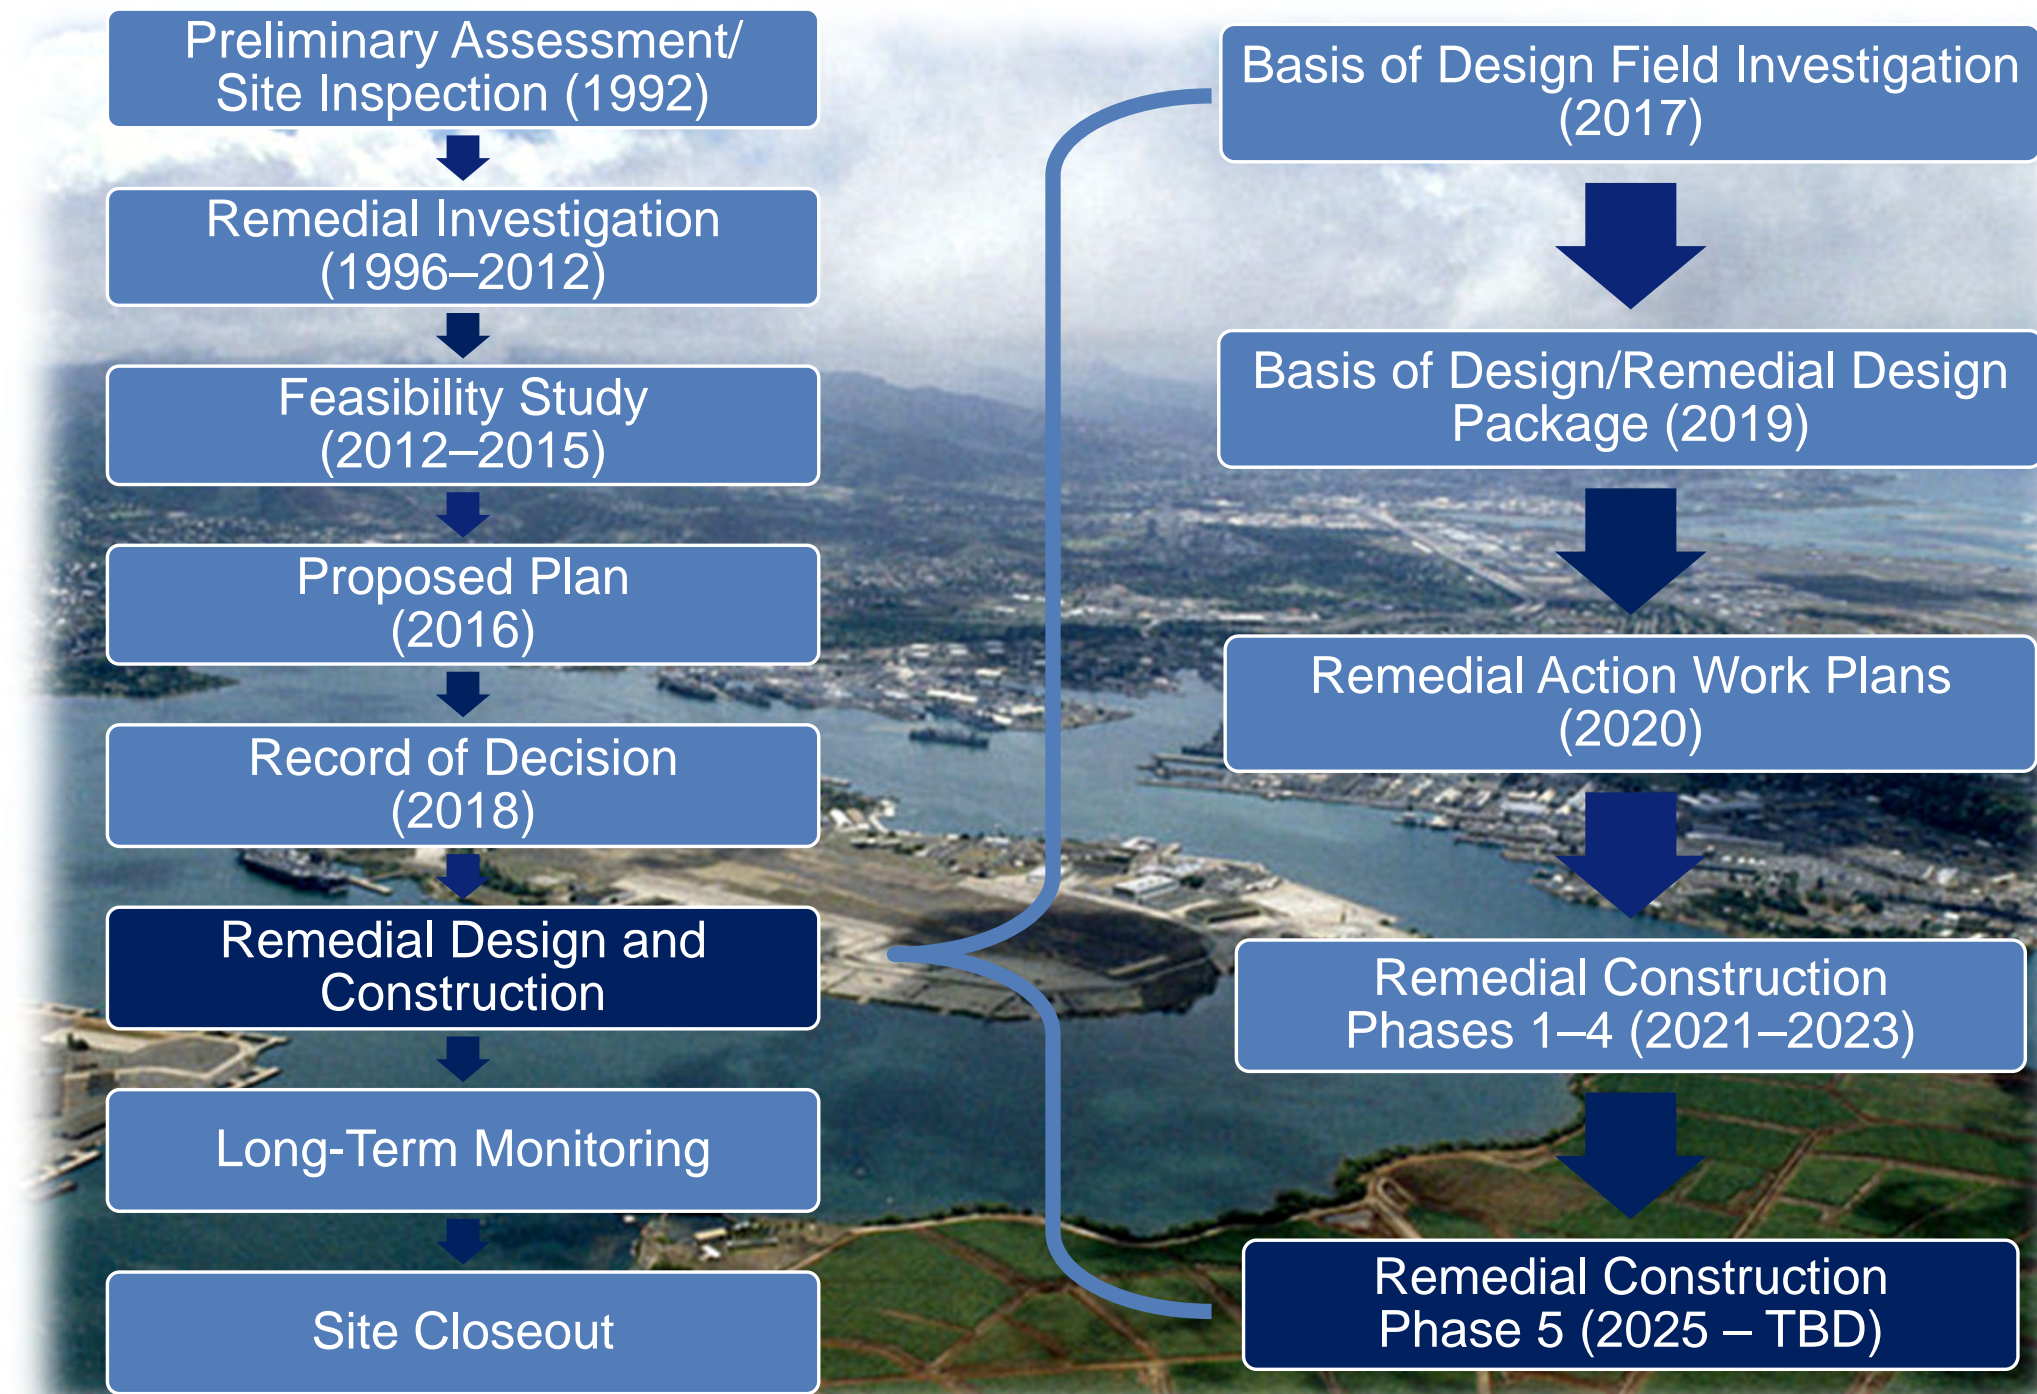 Preliminary Assessment/
Site Inspection (1992)
Remedial Investigation
(1996–2012)
Feasibility Study
(2012–2015)
Proposed Plan
(2016)
Record of Decision
(2018)
Remedial Design and
Construction
Long-Term Monitoring
Site Closeout
Basis of Design Field Investigation
(2017)
Basis of Design/Remedial Design
Package (2019)
Remedial Action Work Plans
(2020)
Remedial Construction
Phases 1–4 (2021–2023)
Remedial Construction
Phase 5 (2025 – TBD)